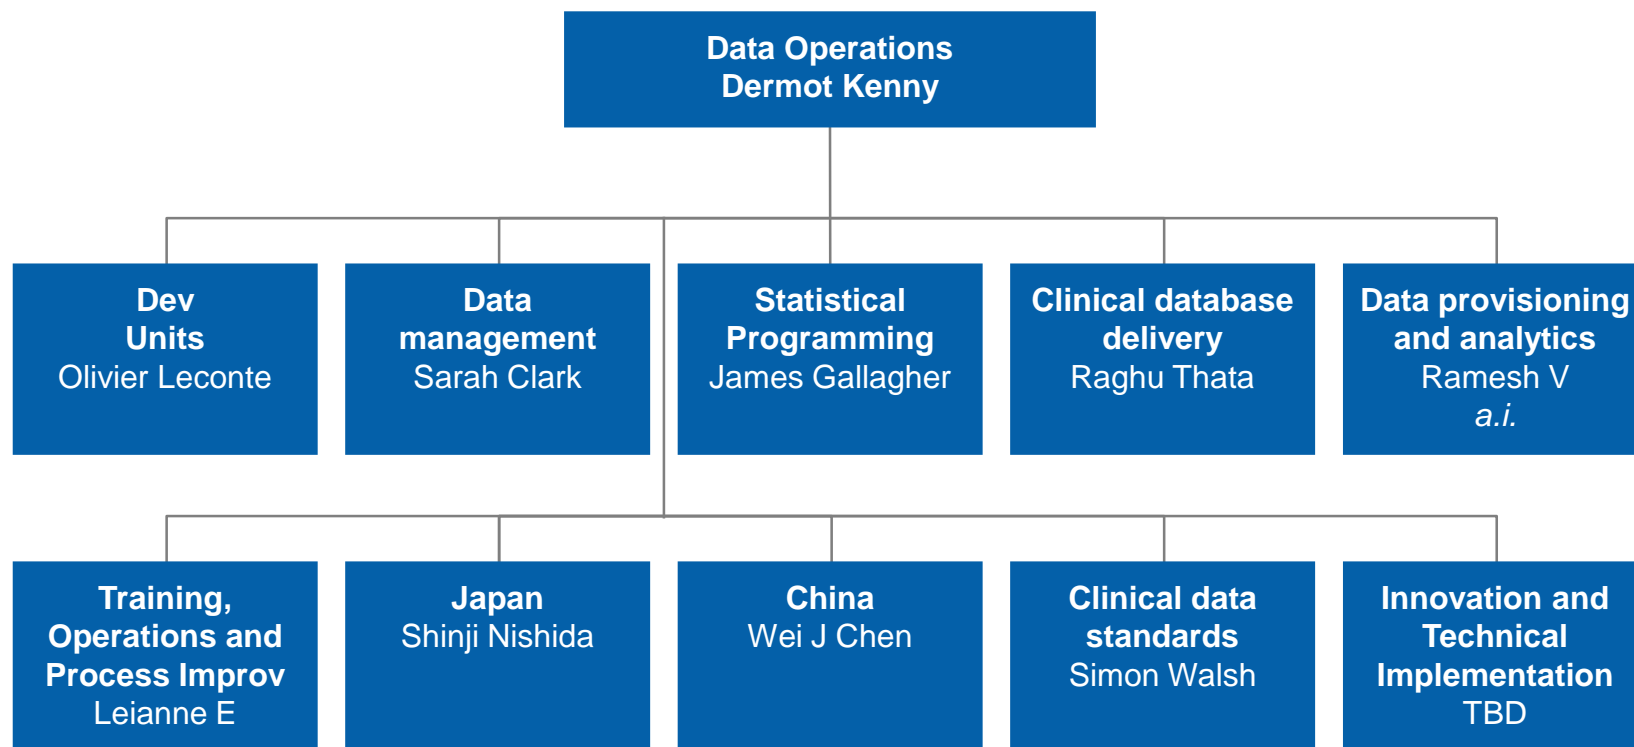 Data Operations
Dermot Kenny
Dev
Units
Olivier Leconte
Data
management
Sarah Clark
Statistical
Programming
James Gallagher
Clinical database
delivery
Raghu Thata
Data provisioning
and analytics
Ramesh V
a.i.
Training,
Operations and
Process Improv
Leianne E
Japan
Shinji Nishida
China
Wei J Chen
Clinical data
standards
Simon Walsh
Innovation and
Technical
Implementation
TBD